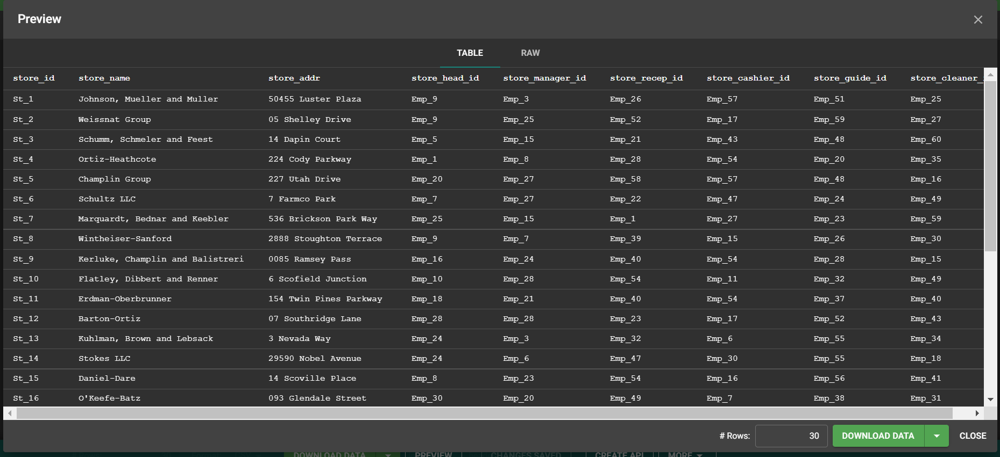 Preview
TABLE RAW
store_id store_name store_addr store_head_id store_manager_id store_recep_id store_cashier_id store_guide_id store_cleaner_
St_1 Johnson, Mueller and Muller 50455 Luster Plaza Emp_9 Emp_3 Emp_26 Emp_57 Emp_51 Emp_25
St_2 Weissnat Group 05 Shelley Drive Emp_9 Emp_25 Emp_52 Emp_17 Emp_59 Emp_27
St_3 Schumm, Schmeler and Feest 14 Dapin Court Emp_5 Emp_15 Emp_21 Emp_43 Emp_48 Emp_60
St_4 Ortiz-Heathcote 224 Cody Parkway Emp_1 Emp_8 Emp_28 Emp_54 Emp_20 Emp_35
St_5 Champlin Group 227 Utah Drive Emp_20 Emp_27 Emp_58 Emp_57 Emp_48 Emp_16
St_6 Schultz LLC 7 Farmco Park Emp_7 Emp_27 Emp_22 Emp_47 Emp_24 Emp_49
St_7 Marquardt, Bednar and Keebler 536 Brickson Park Way Emp_25 Emp_15 Emp_1 Emp_27 Emp_23 Emp_59
St_8 Wintheiser-Sanford 2888 Stoughton Terrace Emp_9 Emp_7 Emp_39 Emp_15 Emp_26 Emp_30
St_9 Kerluke, Champlin and Balistreri 0085 Ramsey Pass Emp_16 Emp_24 Emp_40 Emp_54 Emp_28 Emp_15
St_10 Flatley, Dibbert and Renner 6 Scofield Junction Emp_10 Emp_28 Emp_54 Emp_11 Emp_32 Emp_49
St_11 Erdman-Oberbrunner 154 Twin Pines Parkway Emp_18 Emp_21 Emp_40 Emp_54 Emp_37 Emp_40
St_12 Barton-Ortiz 07 Southridge Lane Emp_28 Emp_28 Emp_23 Emp_17 Emp_52 Emp_43
St_13 Kuhlman, Brown and Lebsack 3 Nevada Way Emp_24 Emp_3 Emp_32 Emp_6 Emp_55 Emp_34
St_14 Stokes LLC 29590 Nobel Avenue Emp_24 Emp_6 Emp_47 Emp_30 Emp_55 Emp_18
St_15 Daniel-Dare 14 Scoville Place Emp_8 Emp_23 Emp_54 Emp_16 Emp_56 Emp_41
St_16 O'Keefe-Batz 093 Glendale Street Emp_30 Emp_20 Emp_49 Emp_7 Emp_38 Emp_31
# Rows: 30 DOWNLOAD DATA CLOSE
DOWNLOAD DATA PREVIEW CHANGES SAVED CREATE API MORE